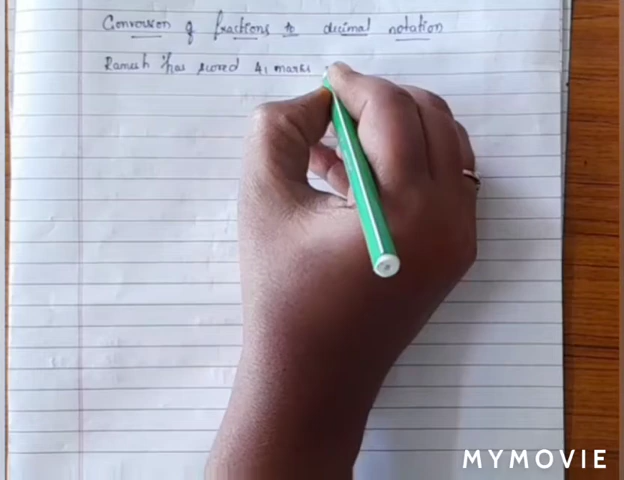 Conversion of fractions to decimal notation
Ramesh has scored 41 marks
MYMOVIE